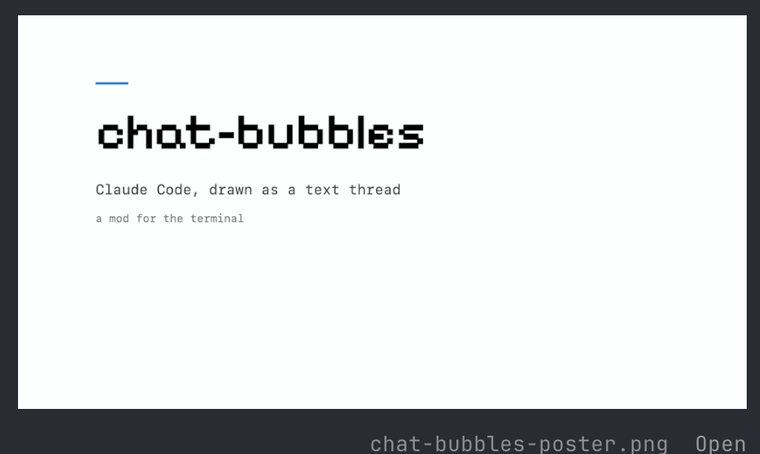 chat-bubbles
Claude Code, drawn as a text thread
a mod for the terminal
chat-bubbles-poster.png Open